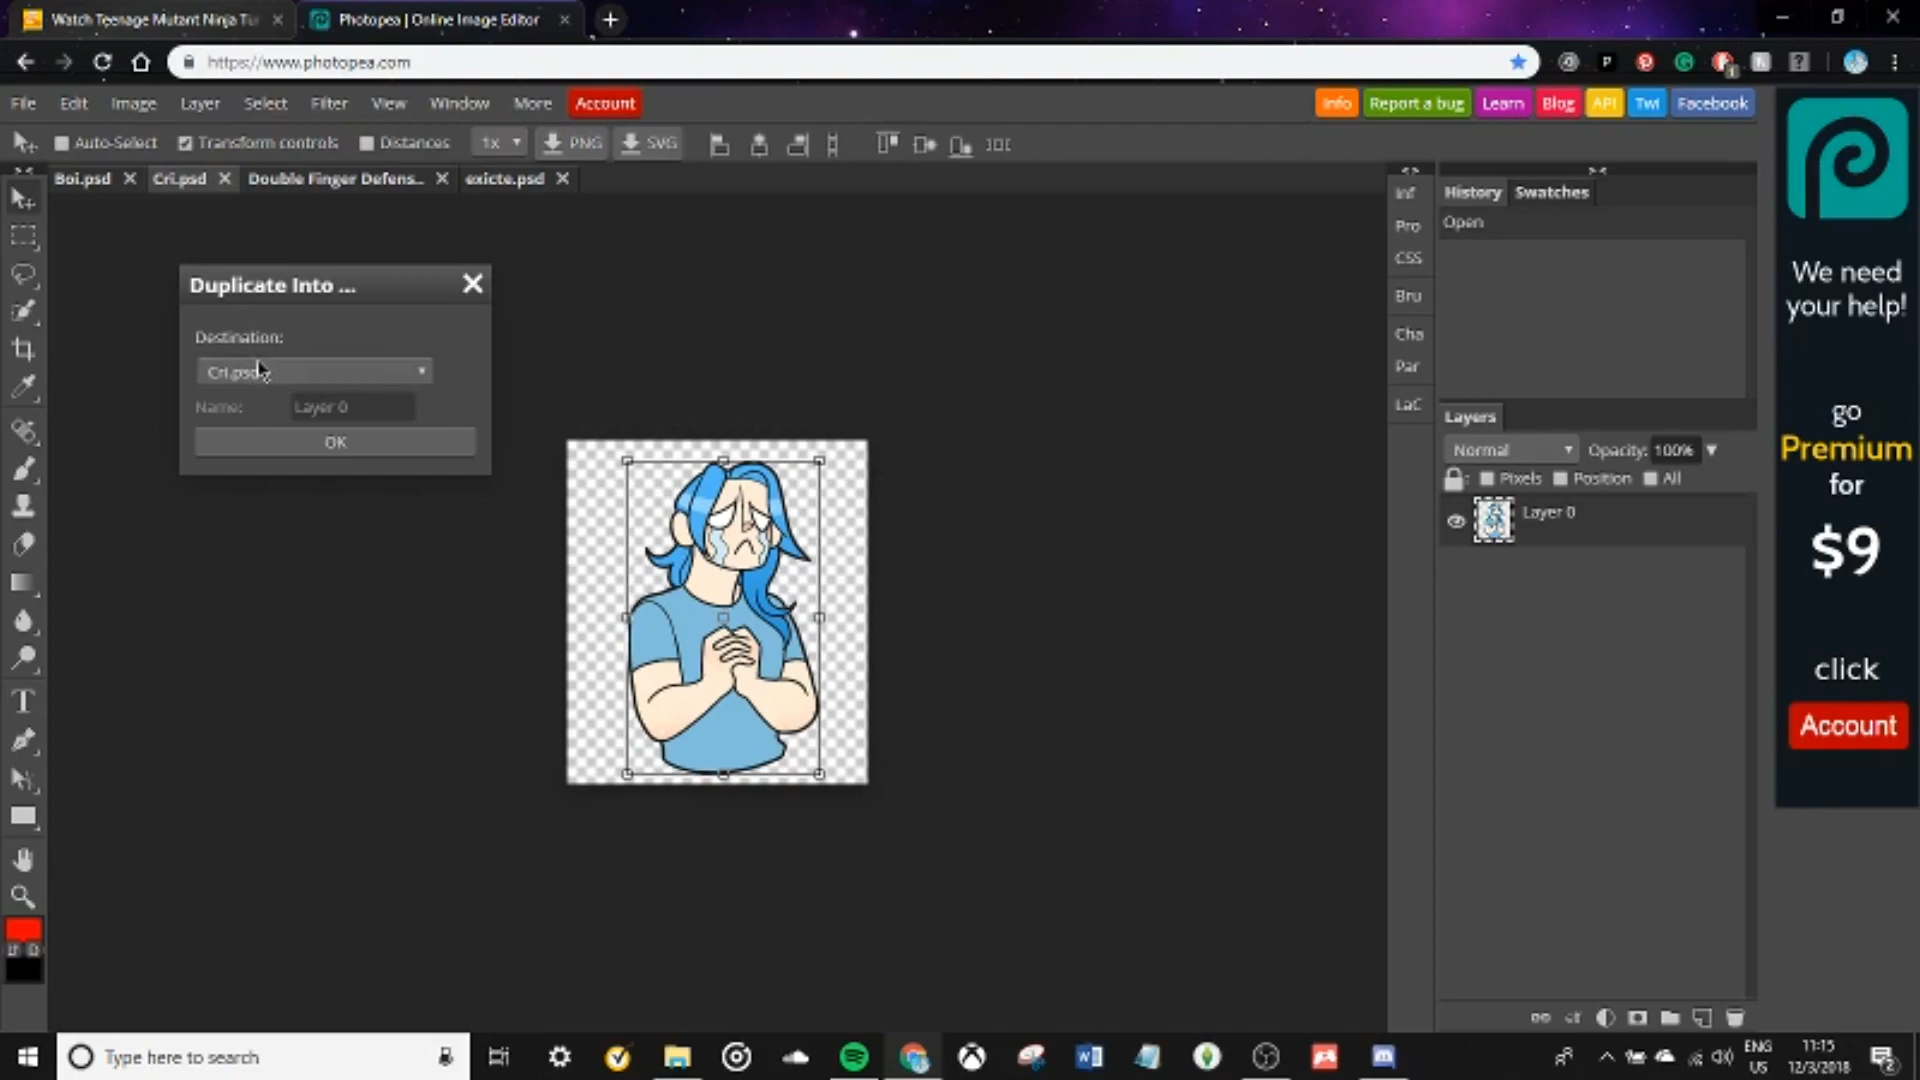 Watch Teenage Mutant Ninja Tur
Photopea | Online Image Editor
https://www.photopea.com
File Edit Image Layer Select Filter View Window More Account
Info Report a bug Learn Blog API Twi Facebook
Auto-Select Transform controls Distances 1x PNG SVG
Boi.psd Cri.psd Double Finger Defens... exicte.psd
Inf
Pro
CSS
Bru
Cha
Par
LaC
History Swatches
Open
Duplicate Into ...
Destination:
Cri.psd
Name: Layer 0
OK
Layers
Normal Opacity: 100%
Pixels Position All
Layer 0
We need
your help!
go
Premium
for
$9
click
Account
Type here to search
ENG
US
11:15
12/3/2018
2